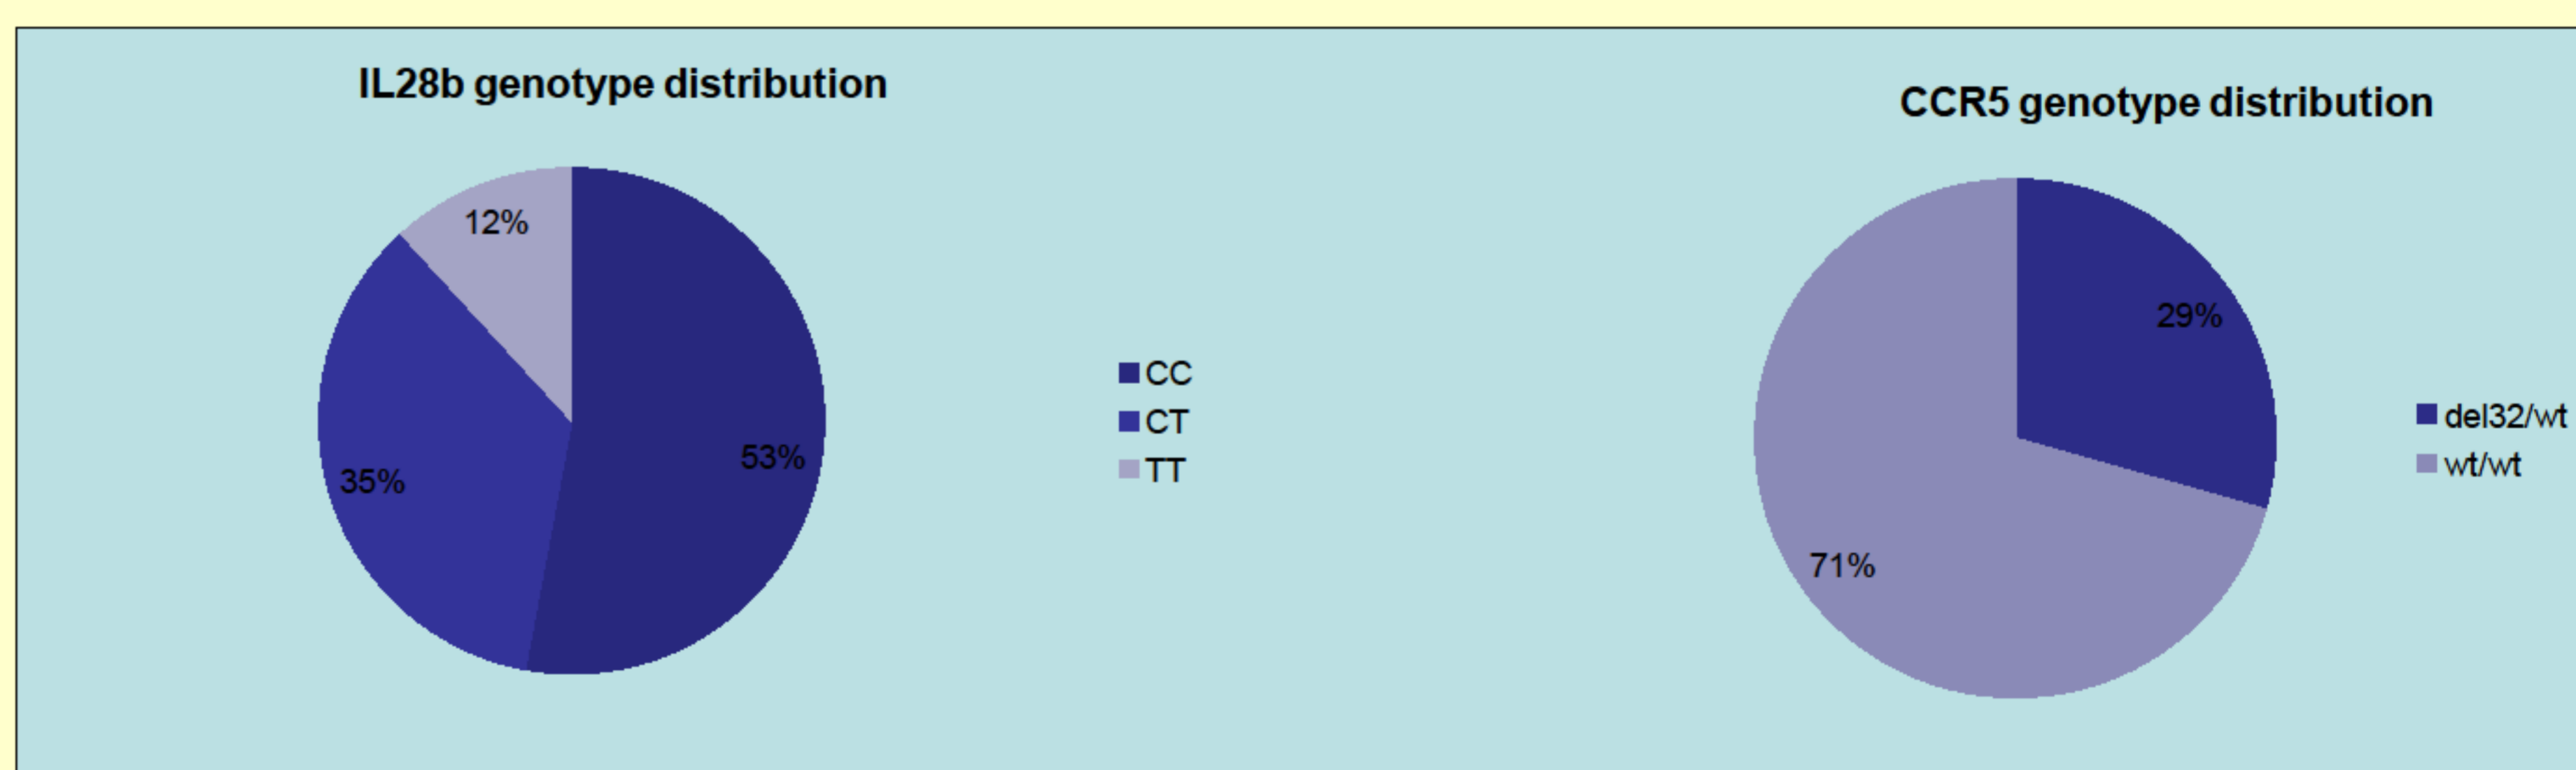 IL28b genotype distribution
12%
53%
35%
CC
CT
TT
CCR5 genotype distribution
29%
71%
del32/wt
wt/wt